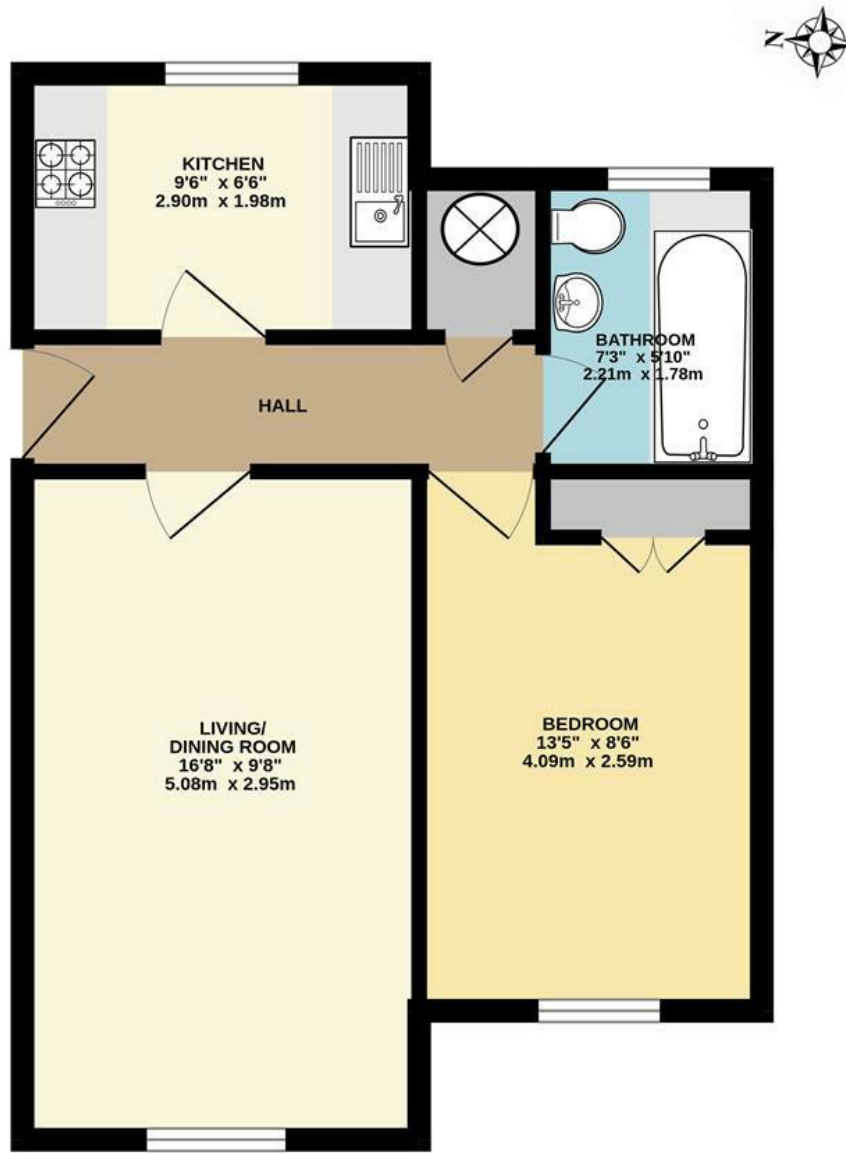 N
KITCHEN
9'6" x 6'6"
2.90m x 1.98m
BATHROOM
7'3" x 5'10"
2.21m x 1.78m
HALL
LIVING/
DINING ROOM
16'8" x 9'8"
5.08m x 2.95m
BEDROOM
13'5" x 8'6"
4.09m x 2.59m